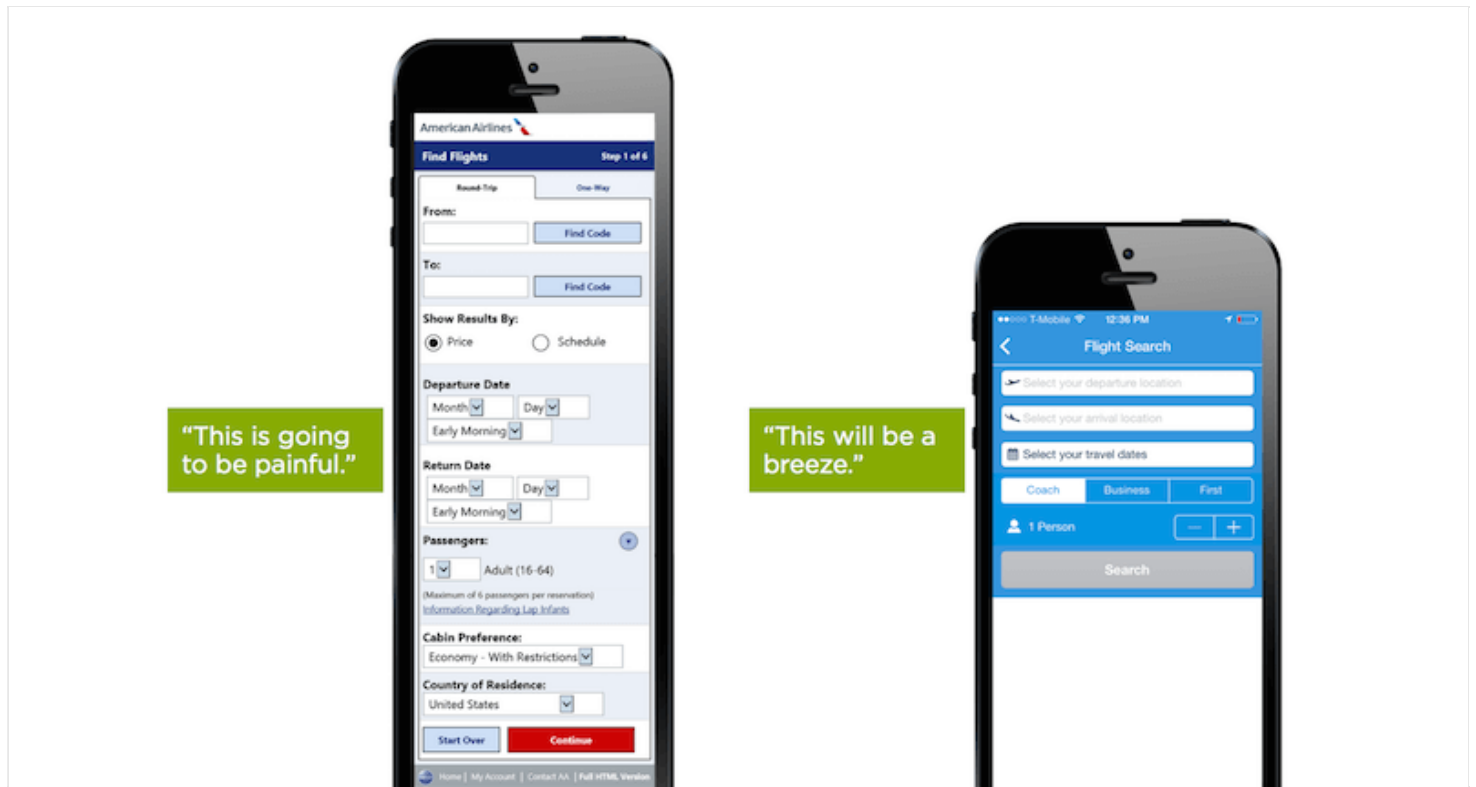 American Airlines
Find Flights Step 1 of 6
Round-Trip One-Way
From:
Find Code
To:
Find Code
Show Results By:
Price Schedule
Departure Date
Month Day
Early Morning
Return Date
Month Day
Early Morning
Passengers:
1 Adult (16-64)
(Maximum of 6 passengers per reservation)
Information Regarding Lap Infants
Cabin Preference:
Economy - With Restrictions
Country of Residence:
United States
Start Over Continue
Home | My Account | Contact AA | Full HTML Version
“This is going
to be painful.”
“This will be a
breeze.”
T-Mobile 12:36 PM
Flight Search
Select your departure location
Select your arrival location
Select your travel dates
Coach Business First
1 Person − +
Search